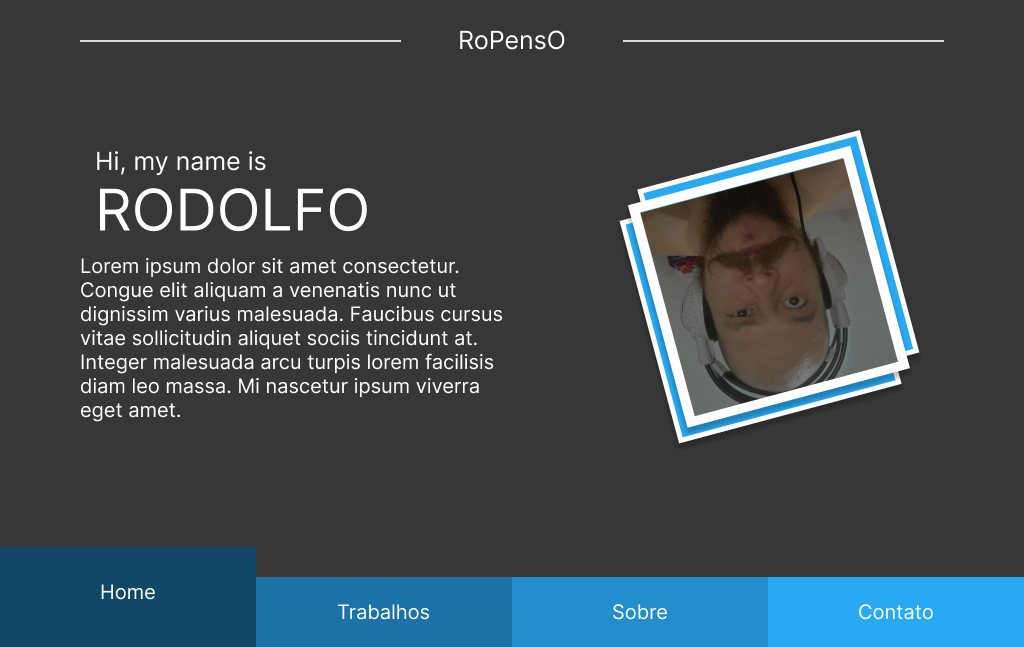 RoPensO
Hi, my name is
RODOLFO
Lorem ipsum dolor sit amet consectetur.
Congue elit aliquam a venenatis nunc ut
dignissim varius malesuada. Faucibus cursus
vitae sollicitudin aliquet sociis tincidunt at.
Integer malesuada arcu turpis lorem facilisis
diam leo massa. Mi nascetur ipsum viverra
eget amet.
Home
Trabalhos
Sobre
Contato